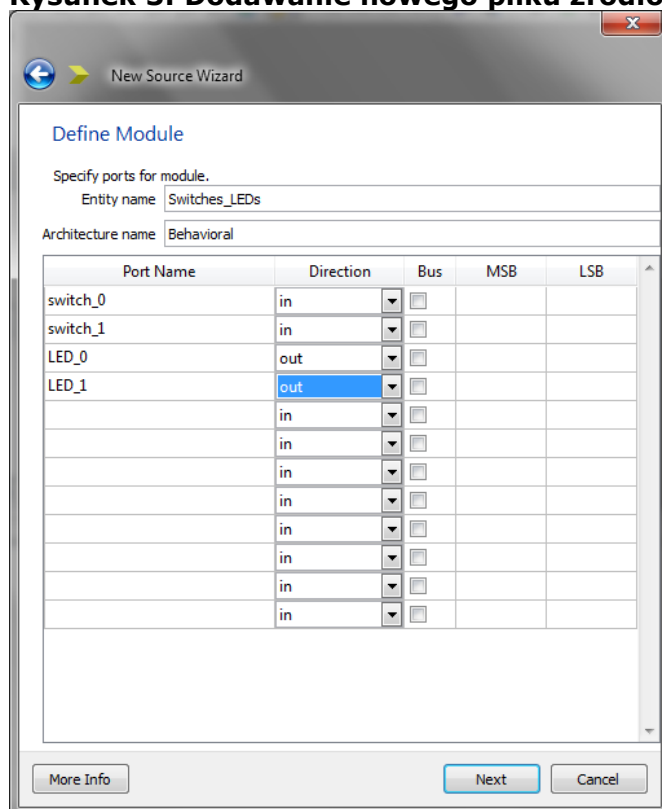 Rysunek 5. Dodawanie nowego pliku źródło
X
New Source Wizard
Define Module
Specify ports for module.
Entity name Switches_LEDs
Architecture name Behavioral
Port Name Direction Bus MSB LSB
switch_0 in
switch_1 in
LED_0 out
LED_1 out
in
in
in
in
in
in
in
in
More Info Next Cancel